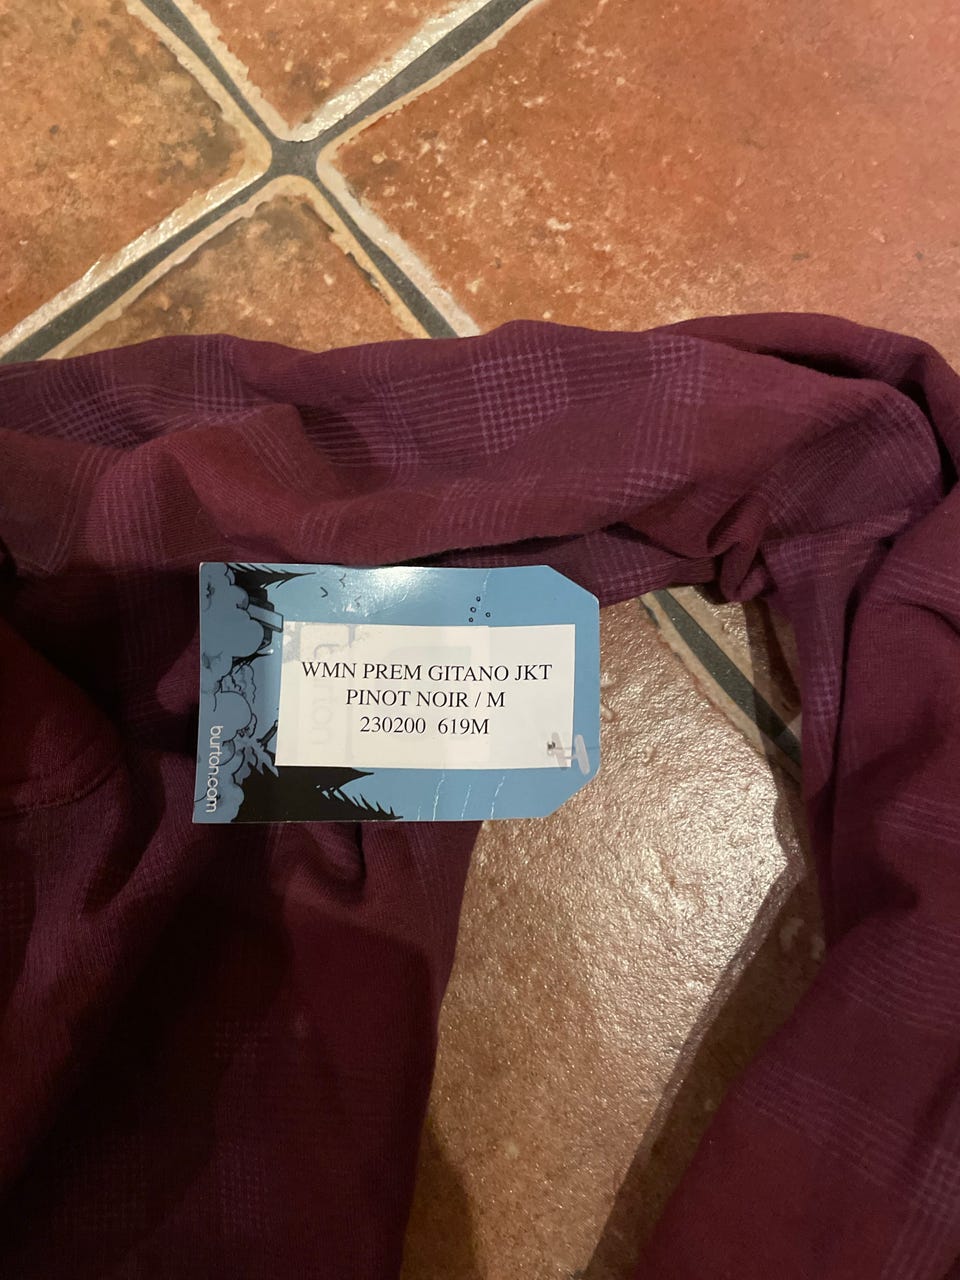 WMN PREM GITANO JKT
PINOT NOIR / M
230200 619M
burton.com